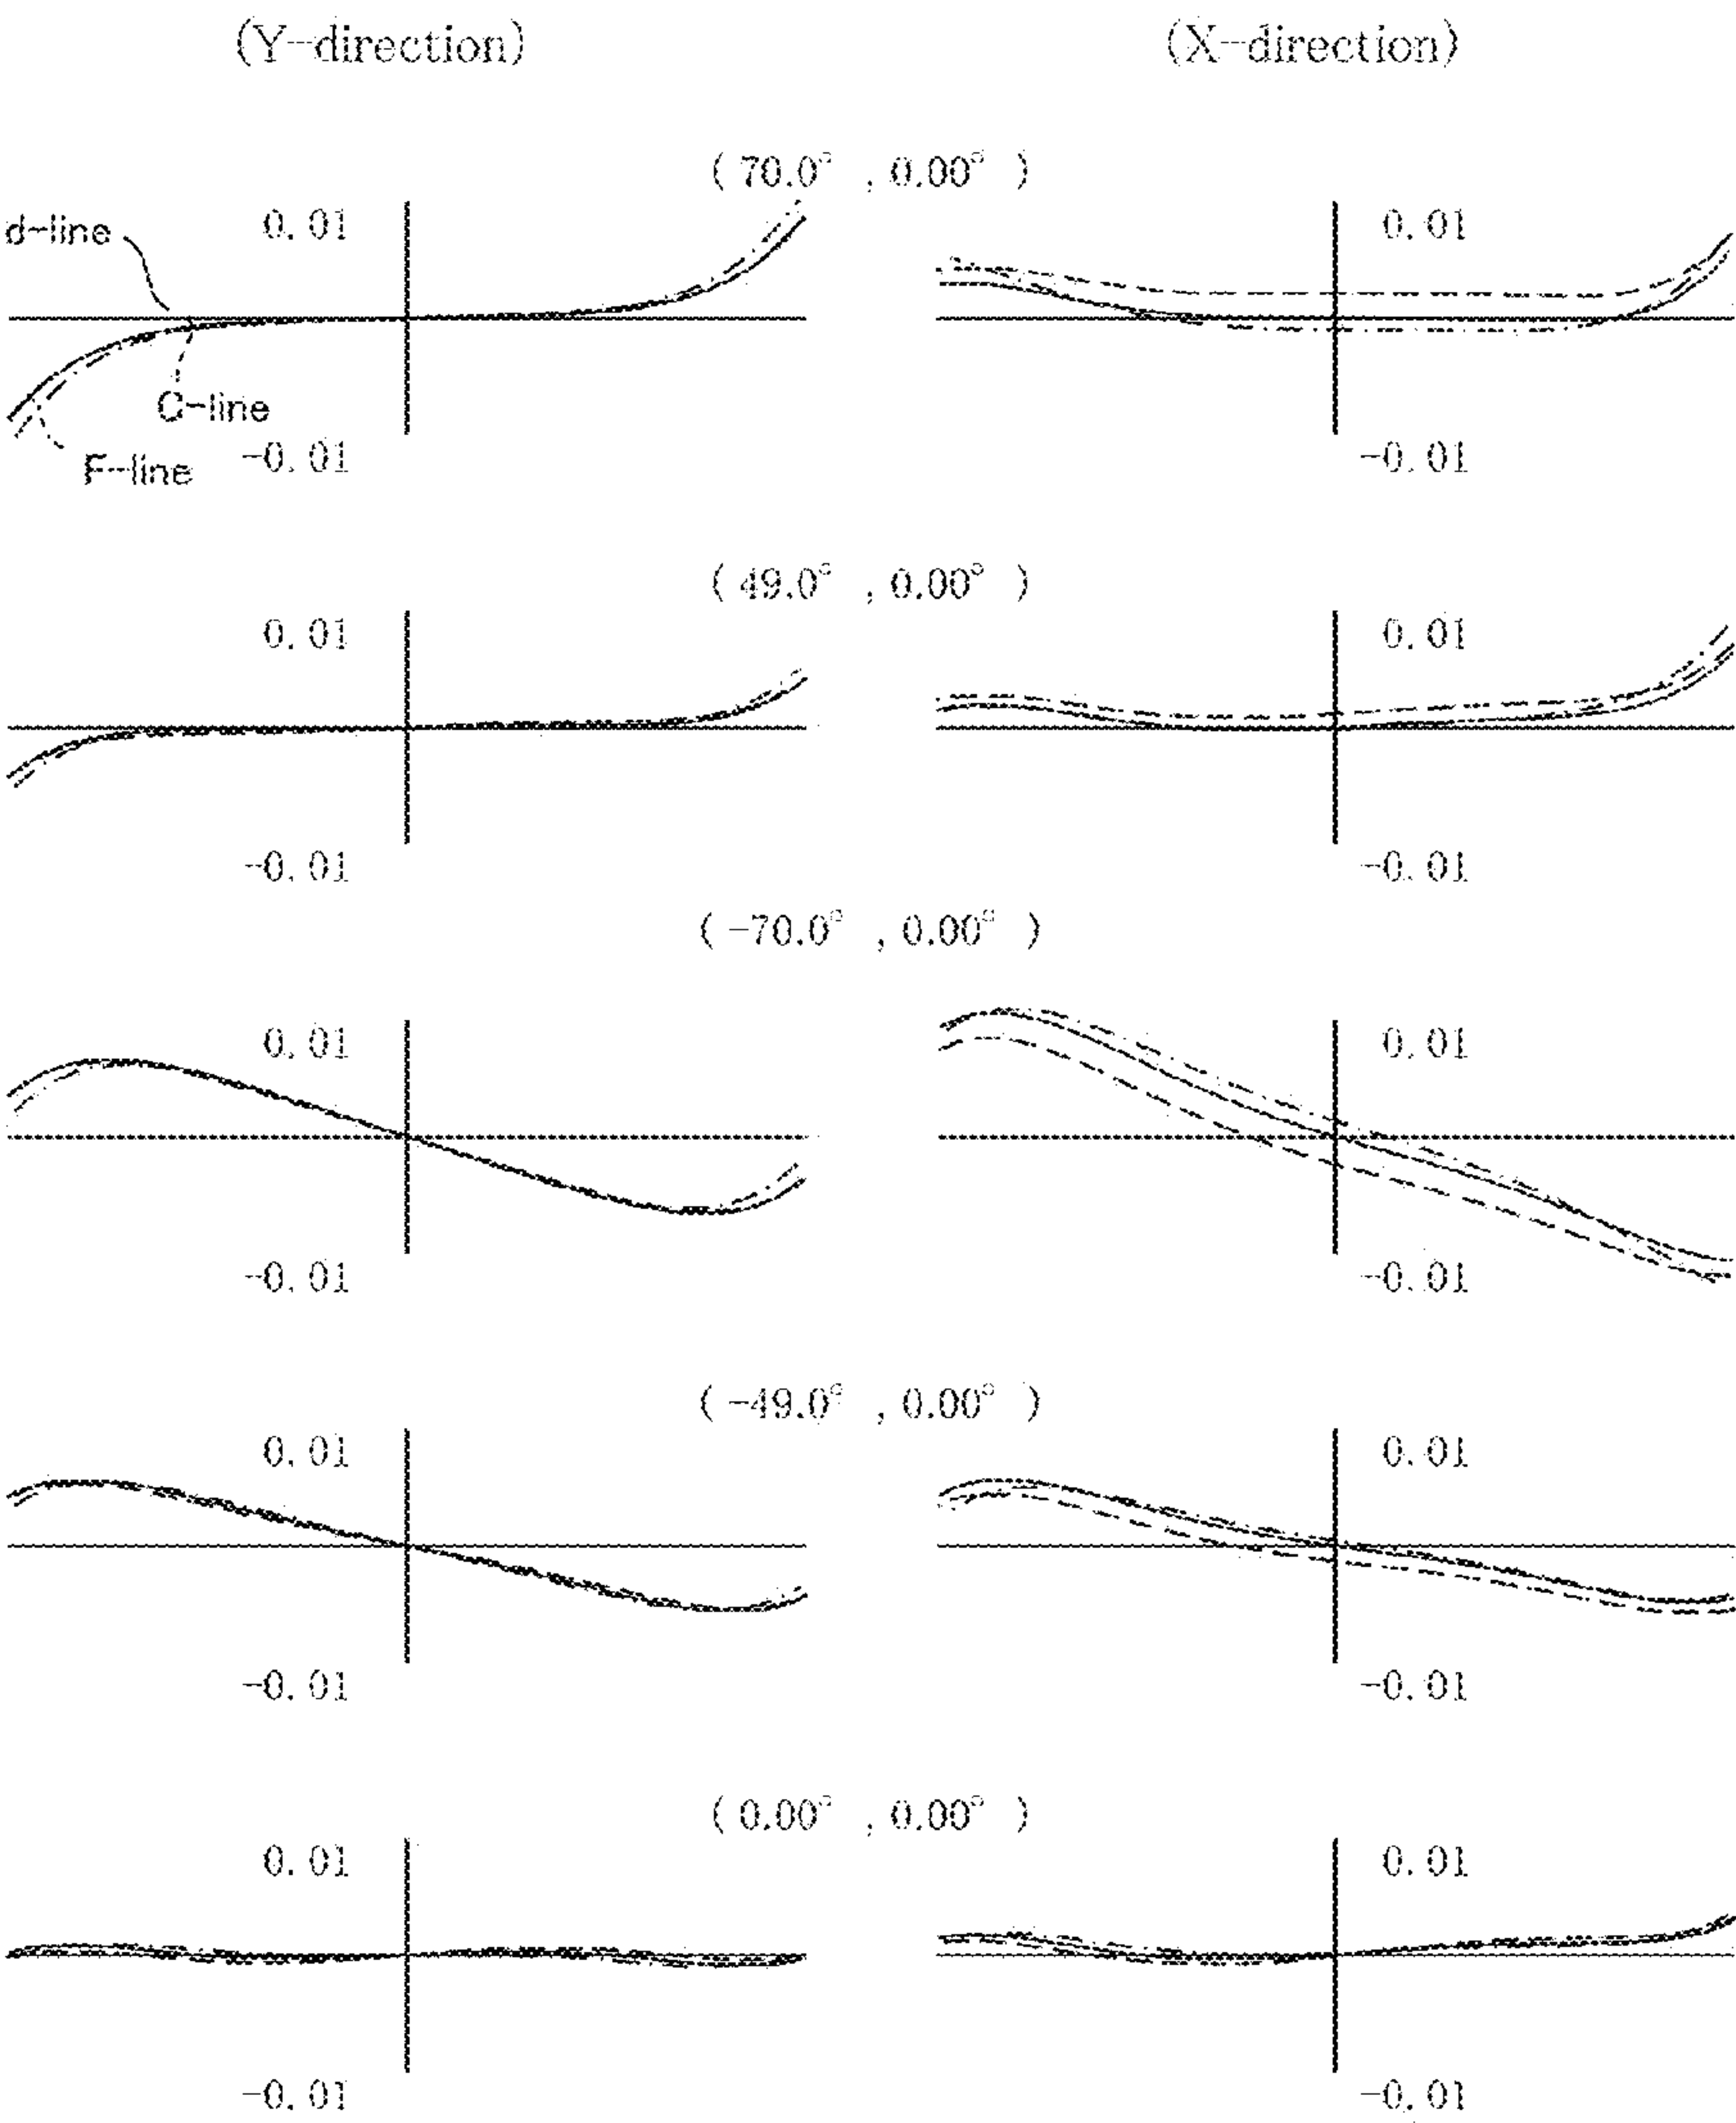 (Y-direction) (X-direction)
( 70.0° , 0.00° )
d-line 0.01 0.01
C-line
F-line -0.01 -0.01
( 49.0° , 0.00° )
0.01 0.01
-0.01 -0.01
( -70.0° , 0.00° )
0.01 0.01
-0.01 -0.01
( -49.0° , 0.00° )
0.01 0.01
-0.01 -0.01
( 0.00° , 0.00° )
0.01 0.01
-0.01 -0.01